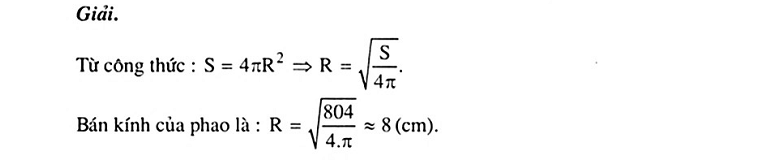 Giải.
Từ công thức : S = 4πR² ⇒ R = √(S/4π).
Bán kính của phao là : R = √(804/4.π) ≈ 8 (cm).